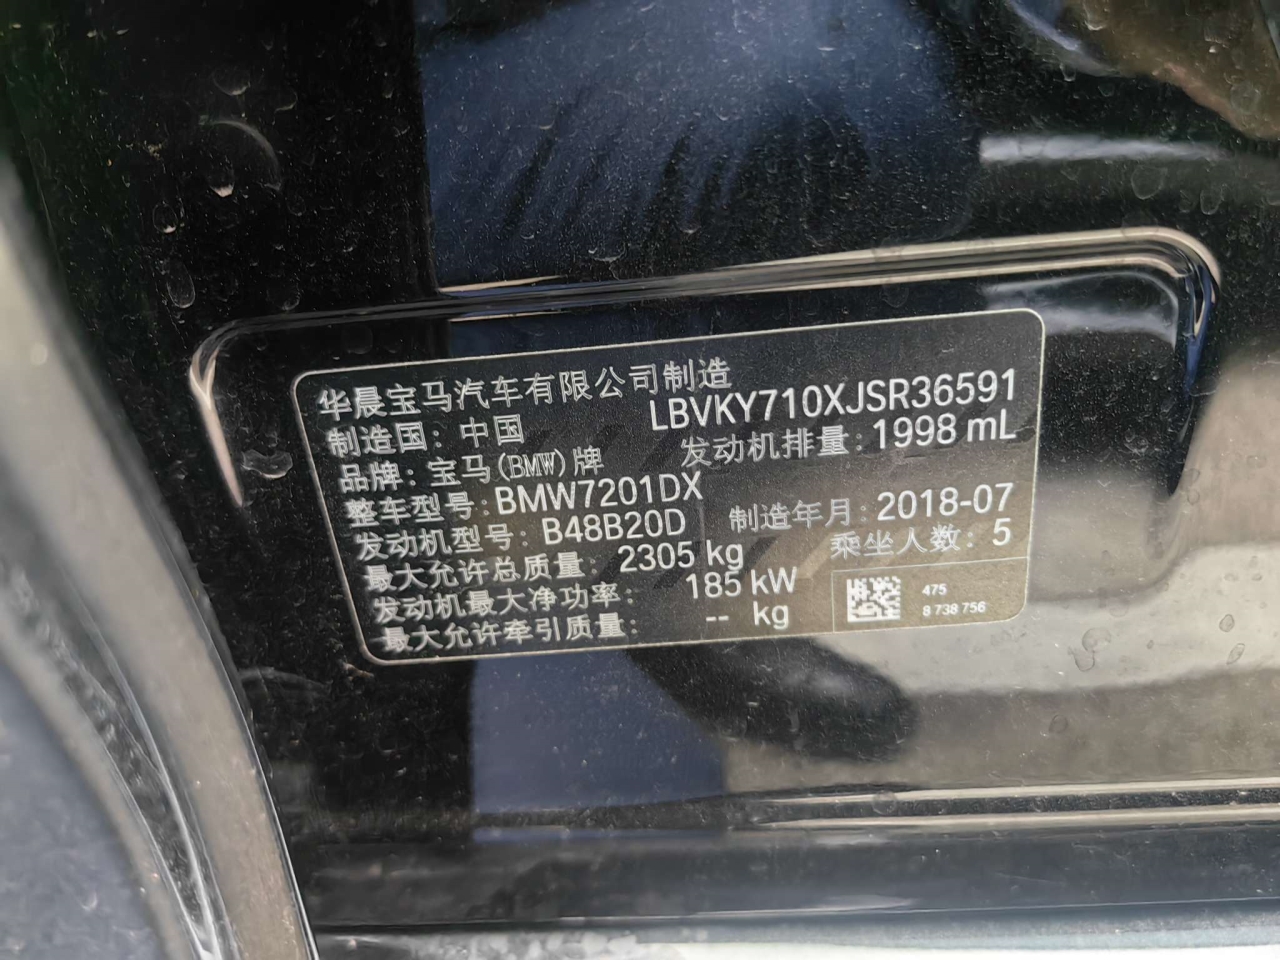 华晨宝马汽车有限公司制造
LBVKY710XJSR36591
制造国：中国
品牌：宝马(BMW)牌
发动机排量：1998 mL
整车型号：BMW7201DX
发动机型号：B48B20D
制造年月：2018-07
最大允许总质量：2305 kg
乘坐人数：5
发动机最大净功率：185 kW
最大允许牵引质量：-- kg
475
8 738 756